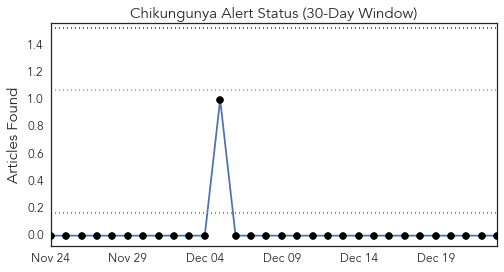 Chikungunya Alert Status (30-Day Window)
Articles Found
1.4
1.2
1.0
0.8
0.6
0.4
0.2
0.0
Nov 24 Nov 29 Dec 04 Dec 09 Dec 14 Dec 19